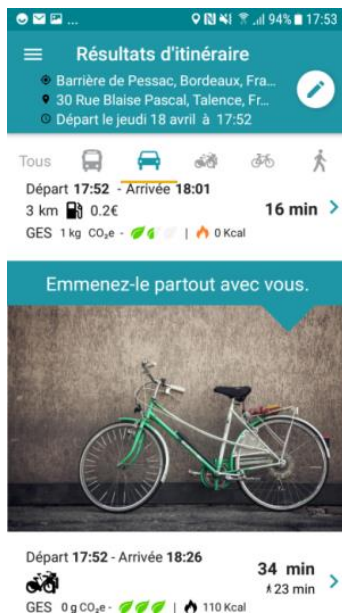 ... 94% 17:53
Résultats d'itinéraire
Barrière de Pessac, Bordeaux, Fra...
30 Rue Blaise Pascal, Talence, Fr...
Départ le jeudi 18 avril à 17:52
Tous
Départ 17:52 - Arrivée 18:01
3 km 0.2€
16 min >
GES 1 kg CO₂e - | 0 Kcal
Emmenez-le partout avec vous.
Départ 17:52 - Arrivée 18:26
34 min >
23 min
GES 0 g CO₂e - | 110 Kcal